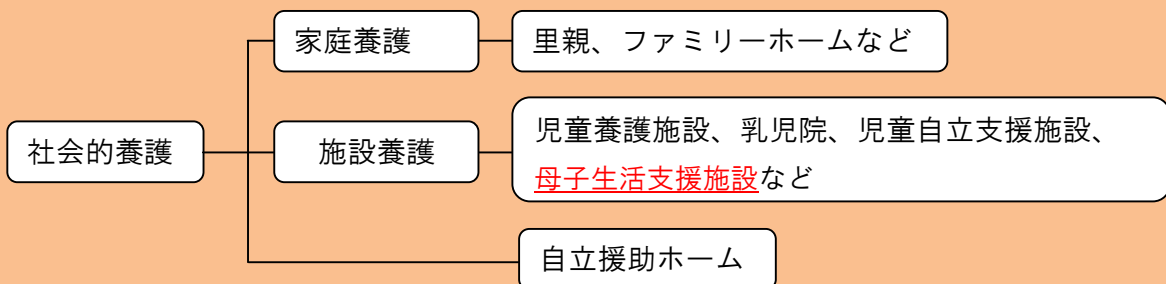 家庭養護
里親、ファミリーホームなど
社会的養護
施設養護
児童養護施設、乳児院、児童自立支援施設、
母子生活支援施設など
自立援助ホーム